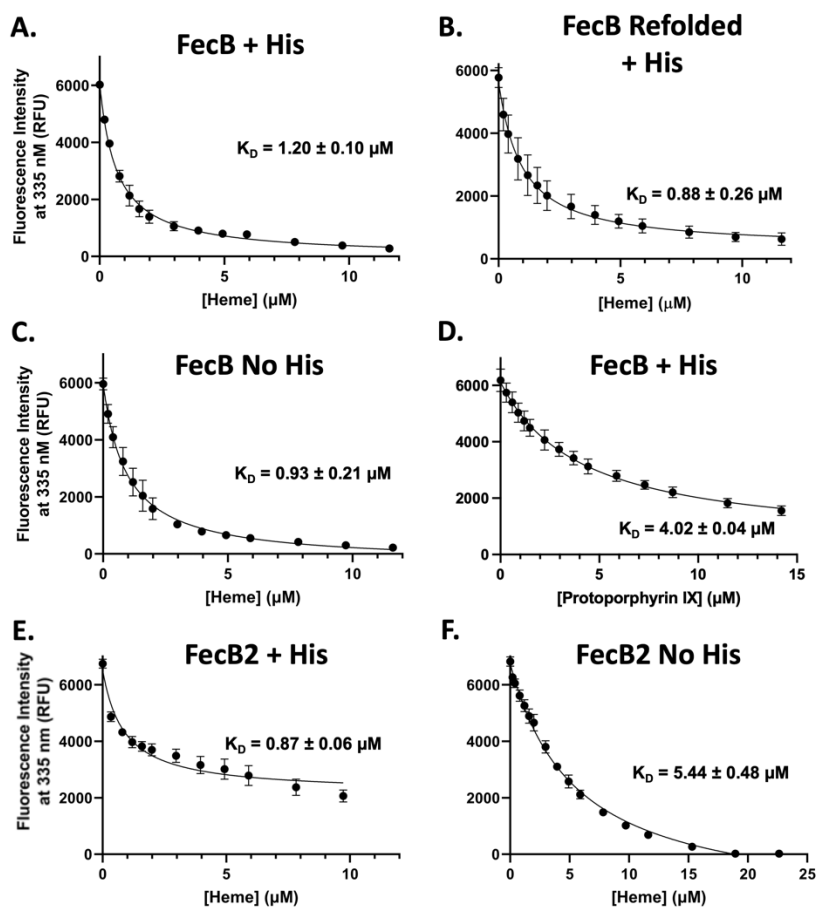 A.
FecB + His
Fluorescence Intensity
at 335 nM (RFU)
6000
4000
2000
0
K_D = 1.20 ± 0.10 µM
0
5
10
[Heme] (µM)
B.
FecB Refolded
+ His
6000
4000
2000
0
K_D = 0.88 ± 0.26 µM
0
5
10
[Heme] (µM)
C.
FecB No His
Fluorescence Intensity
at 335 nM (RFU)
6000
4000
2000
0
K_D = 0.93 ± 0.21 µM
0
5
10
[Heme] (µM)
D.
FecB + His
6000
4000
2000
0
K_D = 4.02 ± 0.04 µM
0
5
10
15
[Protoporphyrin IX] (µM)
E.
FecB2 + His
Fluorescence Intensity
at 335 nm (RFU)
6000
4000
2000
0
K_D = 0.87 ± 0.06 µM
0
5
10
[Heme] (µM)
F.
FecB2 No His
6000
4000
2000
0
K_D = 5.44 ± 0.48 µM
0
5
10
15
20
25
[Heme] (µM)